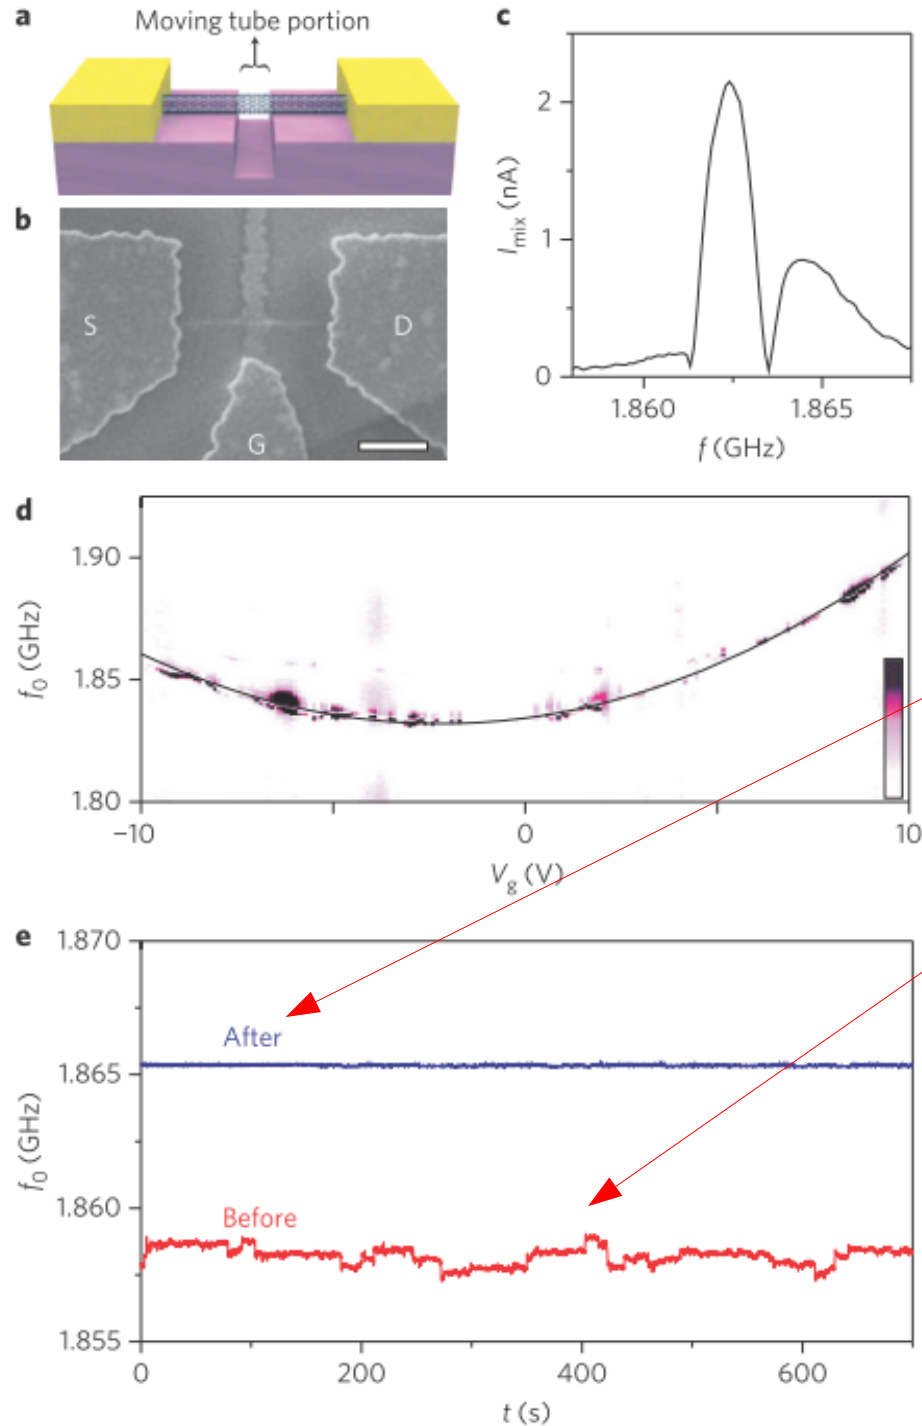 a
Moving tube portion
b
S
D
G
c
2
1
0
I_mix (nA)
1.860
1.865
f (GHz)
d
1.90
1.85
1.80
f_0 (GHz)
−10
0
10
V_g (V)
e
1.870
1.865
1.860
1.855
f_0 (GHz)
After
Before
0
200
400
600
t (s)